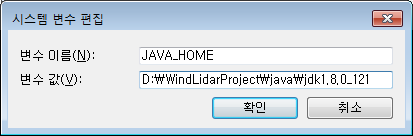 시스템 변수 편집
변수 이름(N): JAVA_HOME
변수 값(V): D:₩WindLidarProject₩java₩jdk1,8,0_121
확인 취소